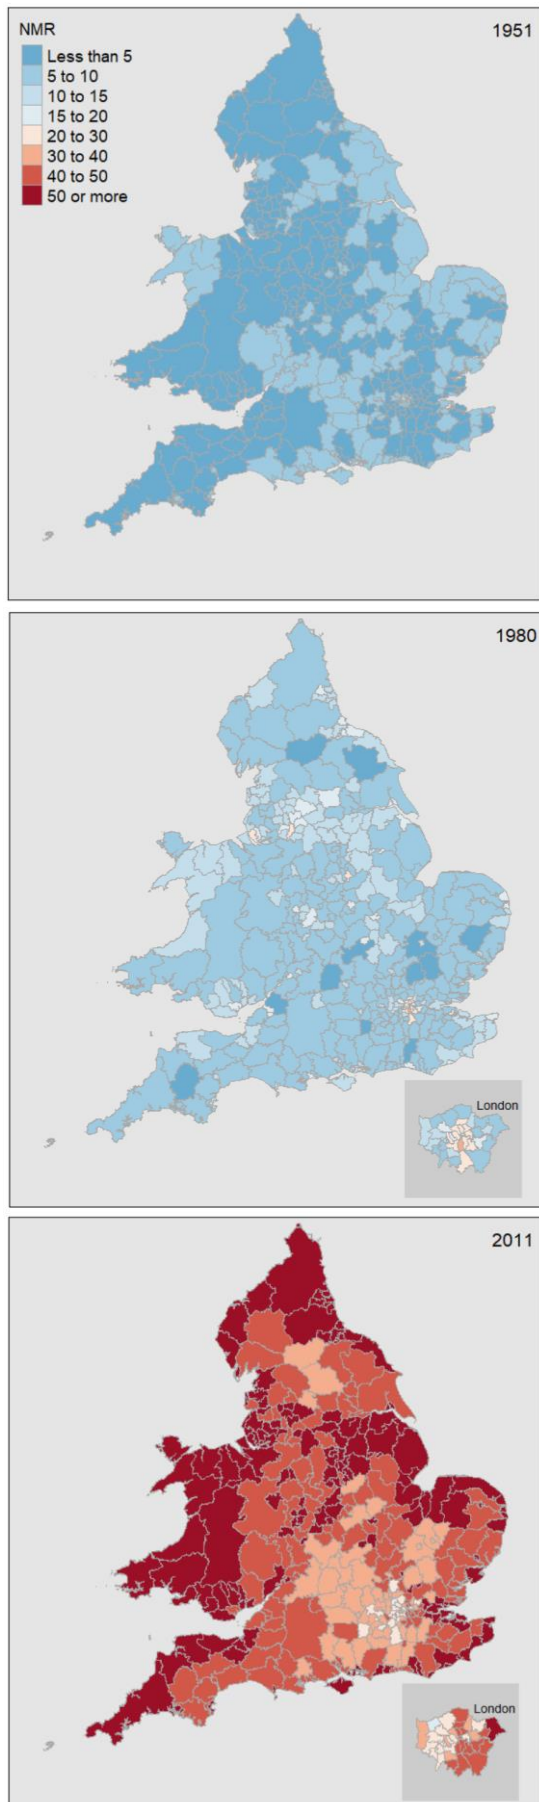 NMR
1951
Less than 5
5 to 10
10 to 15
15 to 20
20 to 30
30 to 40
40 to 50
50 or more
1980
London
2011
London